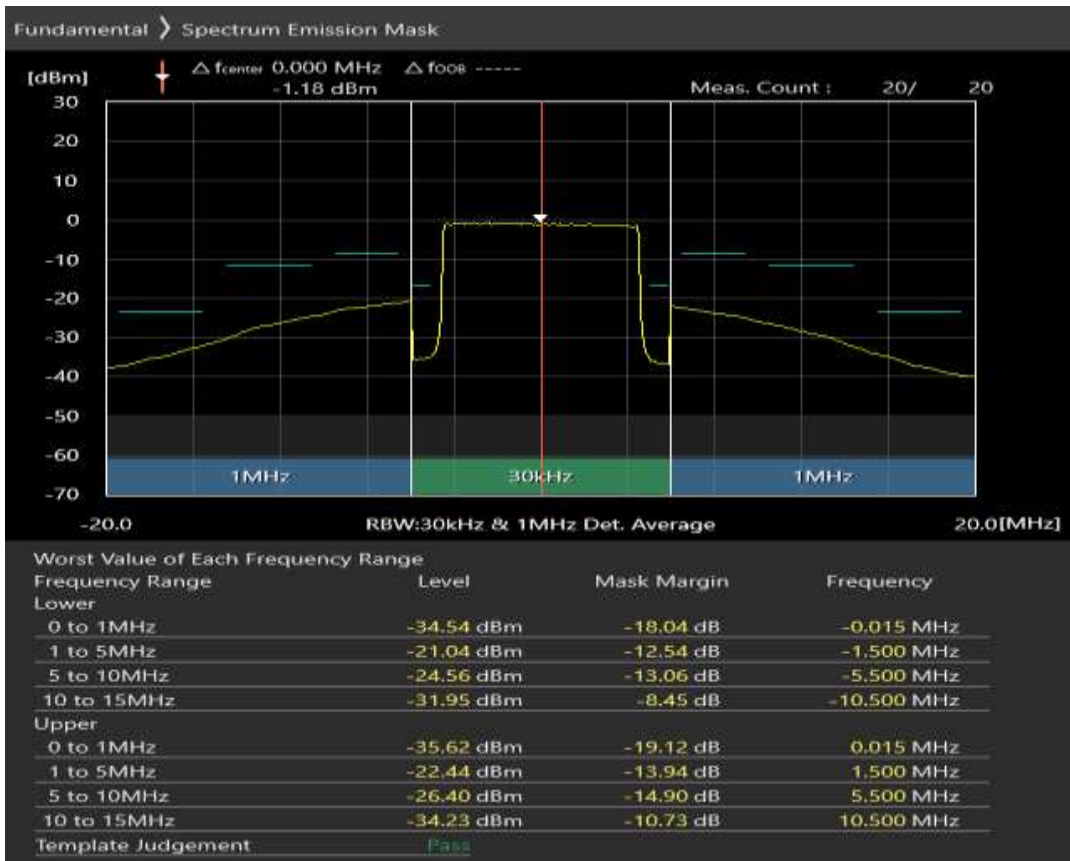 Fundamental 〉 Spectrum Emission Mask
△ fcenter 0.000 MHz △ fOOB -----
[dBm] -1.18 dBm Meas. Count : 20/ 20
30
20
10
0
-10
-20
-30
-40
-50
-60
1MHz 30kHz 1MHz
-70
-20.0 RBW:30kHz & 1MHz Det. Average 20.0[MHz]
Worst Value of Each Frequency Range
Frequency Range Level Mask Margin Frequency
Lower
0 to 1MHz -34.54 dBm -18.04 dB -0.015 MHz
1 to 5MHz -21.04 dBm -12.54 dB -1.500 MHz
5 to 10MHz -24.56 dBm -13.06 dB -5.500 MHz
10 to 15MHz -31.95 dBm -8.45 dB -10.500 MHz
Upper
0 to 1MHz -35.62 dBm -19.12 dB 0.015 MHz
1 to 5MHz -22.44 dBm -13.94 dB 1.500 MHz
5 to 10MHz -26.40 dBm -14.90 dB 5.500 MHz
10 to 15MHz -34.23 dBm -10.73 dB 10.500 MHz
Template Judgement Pass